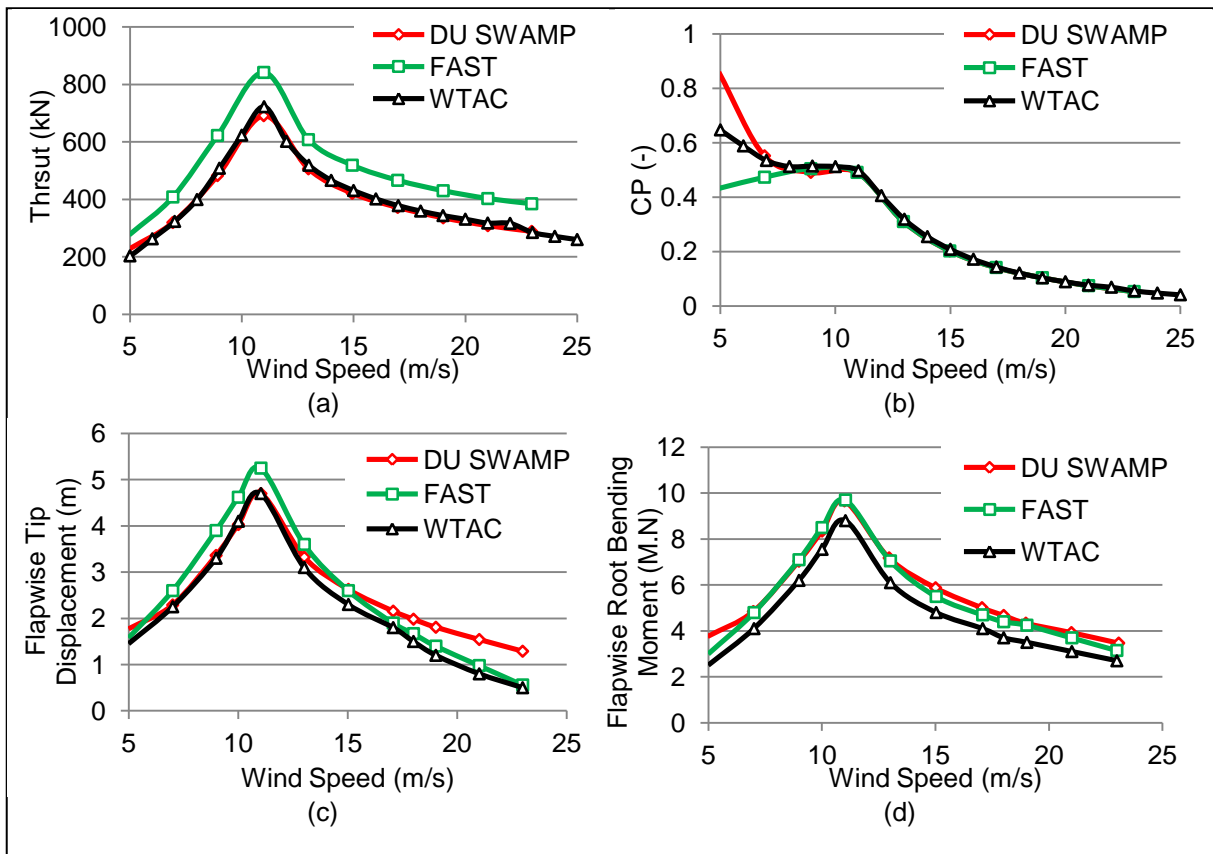 1000
800
600
400
200
0
Thrsut (kN)
DU SWAMP
FAST
WTAC
5 10 15 20 25
Wind Speed (m/s)
(a)
1
0.8
0.6
0.4
0.2
0
CP (-)
DU SWAMP
FAST
WTAC
5 10 15 20 25
Wind Speed (m/s)
(b)
6
5
4
3
2
1
0
Flapwise Tip
Displacement (m)
DU SWAMP
FAST
WTAC
5 10 15 20 25
Wind Speed (m/s)
(c)
12
10
8
6
4
2
0
Flapwise Root Bending
Moment (M.N)
DU SWAMP
FAST
WTAC
5 10 15 20 25
Wind Speed (m/s)
(d)